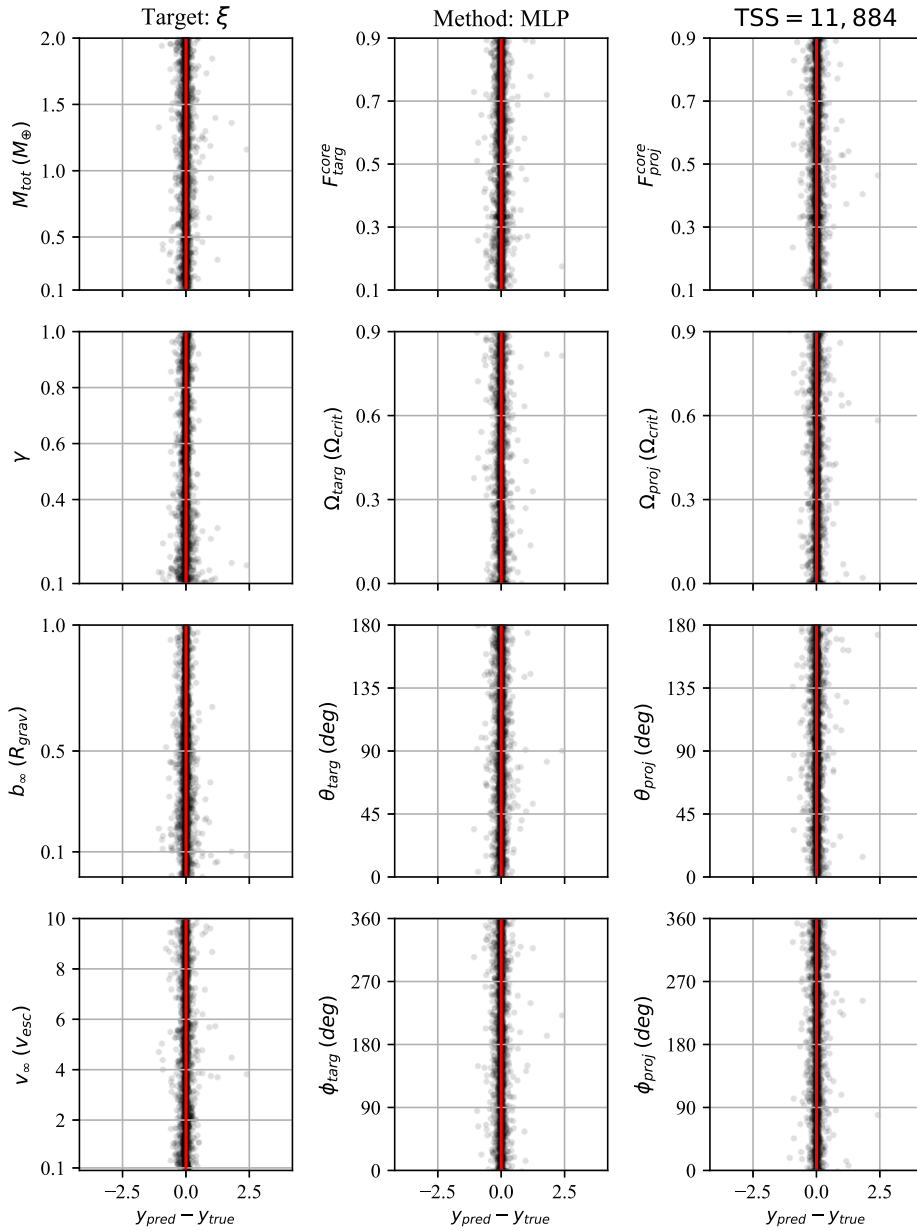 Target: ξ
Method: MLP
TSS = 11, 884
2.0
1.5
1.0
0.5
0.1
M_tot (M_⊕)
0.9
0.7
0.5
0.3
0.1
F_targ^core
0.9
0.7
0.5
0.3
0.1
F_proj^core
1.0
0.8
0.6
0.4
0.1
γ
0.9
0.6
0.3
0.0
Ω_targ (Ω_crit)
0.9
0.6
0.3
0.0
Ω_proj (Ω_crit)
1.0
0.5
0.1
b_∞ (R_grav)
180
135
90
45
0
θ_targ (deg)
180
135
90
45
0
θ_proj (deg)
10
8
6
4
2
0.1
v_∞ (v_esc)
360
270
180
90
0
ϕ_targ (deg)
360
270
180
90
0
ϕ_proj (deg)
−2.5 0.0 2.5
−2.5 0.0 2.5
−2.5 0.0 2.5
y_pred − y_true
y_pred − y_true
y_pred − y_true